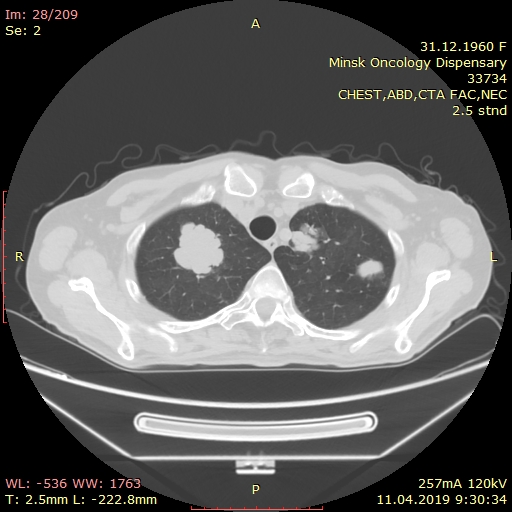 Im: 28/209
Se: 2
A
31.12.1960 F
Minsk Oncology Dispensary
33734
CHEST,ABD,CTA FAC,NEC
2.5 stnd
R
L
WL: -536 WW: 1763
T: 2.5mm L: -222.8mm
P
257mA 120kV
11.04.2019 9:30:34